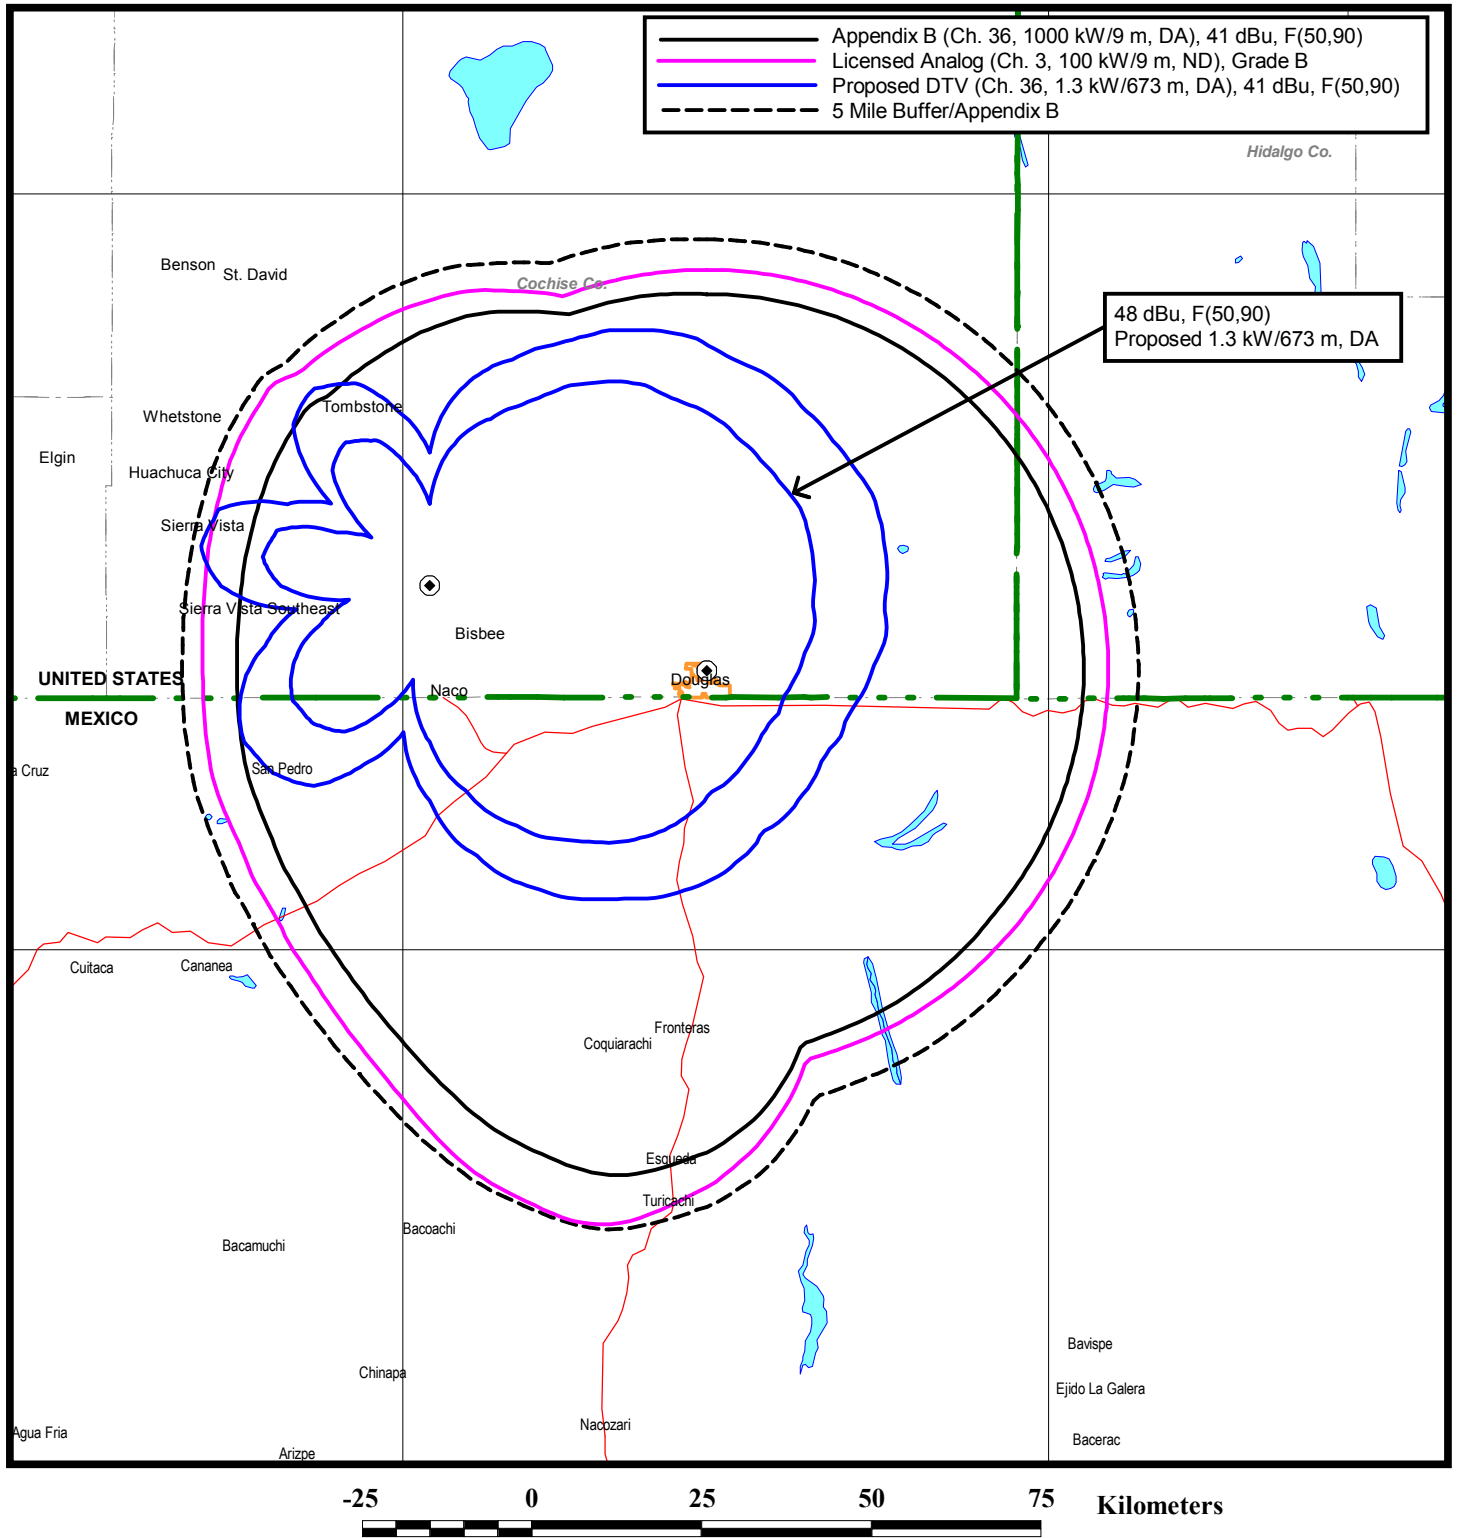 Appendix B (Ch. 36, 1000 kW/9 m, DA), 41 dBu, F(50,90)
Licensed Analog (Ch. 3, 100 kW/9 m, ND), Grade B
Proposed DTV (Ch. 36, 1.3 kW/673 m, DA), 41 dBu, F(50,90)
5 Mile Buffer/Appendix B
Hidalgo Co.
Benson
St. David
Cochise Co.
48 dBu, F(50,90)
Proposed 1.3 kW/673 m, DA
Tombstone
Whetstone
Elgin
Huachuca City
Sierra Vista
Sierra Vista Southeast
Bisbee
UNITED STATES
Douglas
Naco
MEXICO
San Pedro
a Cruz
Cuitaca
Cananea
Fronteras
Coquiarachi
Esqueda
Turicachi
Bacoachi
Bacamuchi
Bavispe
Chinapa
Ejido La Galera
Nacozari
Agua Fria
Bacerac
Arizpe
-25 0 25 50 75 Kilometers